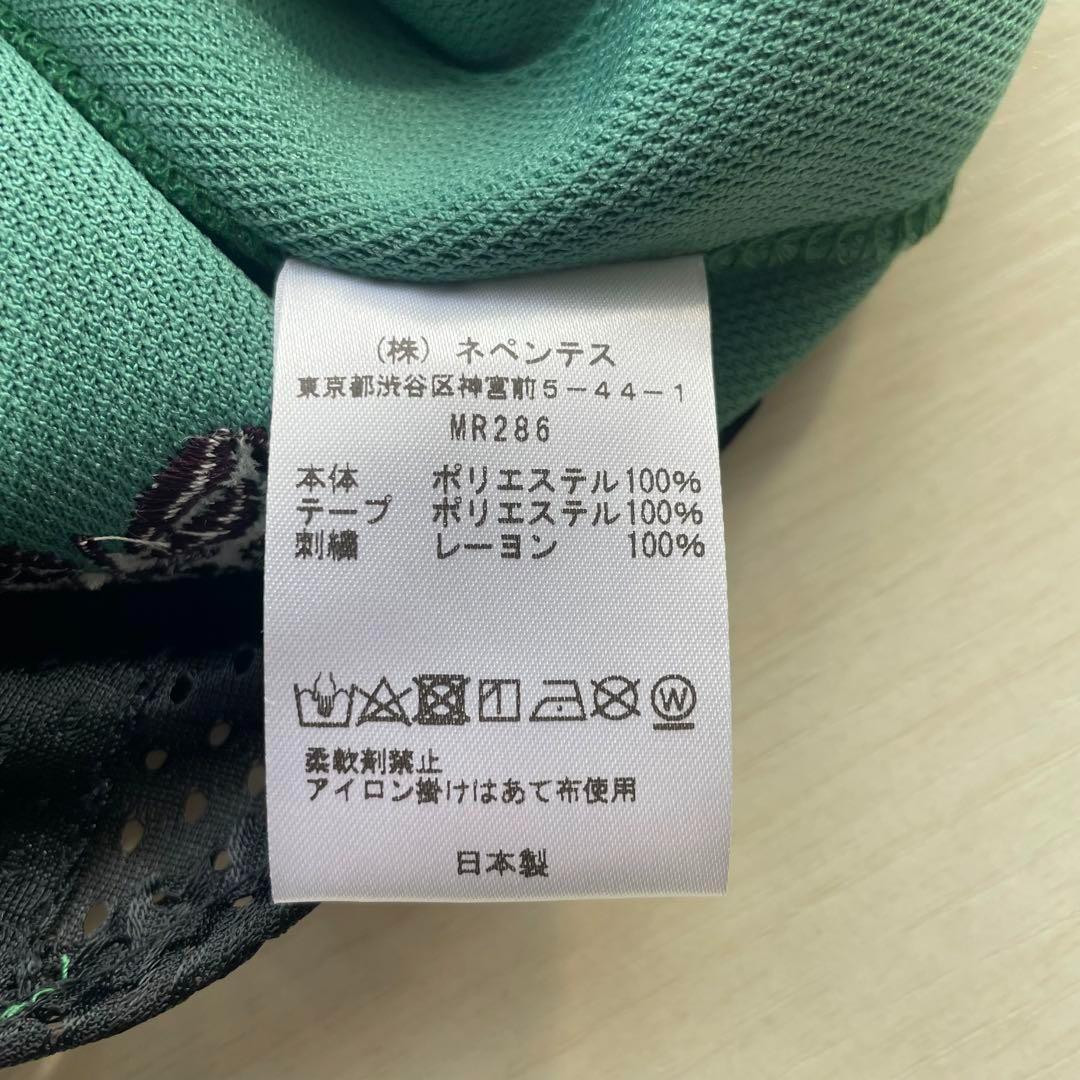 (株) ネペンテス
東京都渋谷区神宮前5-44-1
MR286
本体 ポリエステル100%
テープ ポリエステル100%
刺繍 レーヨン 100%
W
柔軟剤禁止
アイロン掛けはあて布使用
日本製